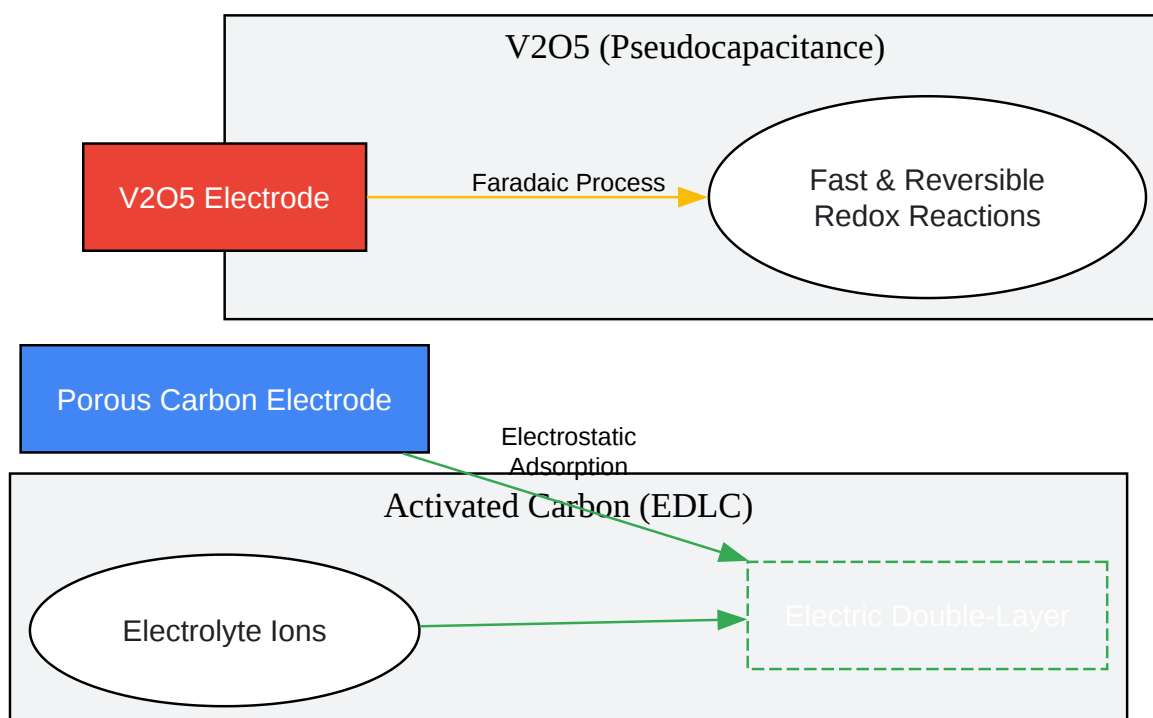 V2O5 (Pseudocapacitance)
V2O5 Electrode
Faradaic Process
Fast & Reversible
Redox Reactions
Porous Carbon Electrode
Electrostatic
Adsorption
Activated Carbon (EDLC)
Electrolyte Ions
Electric Double-Layer